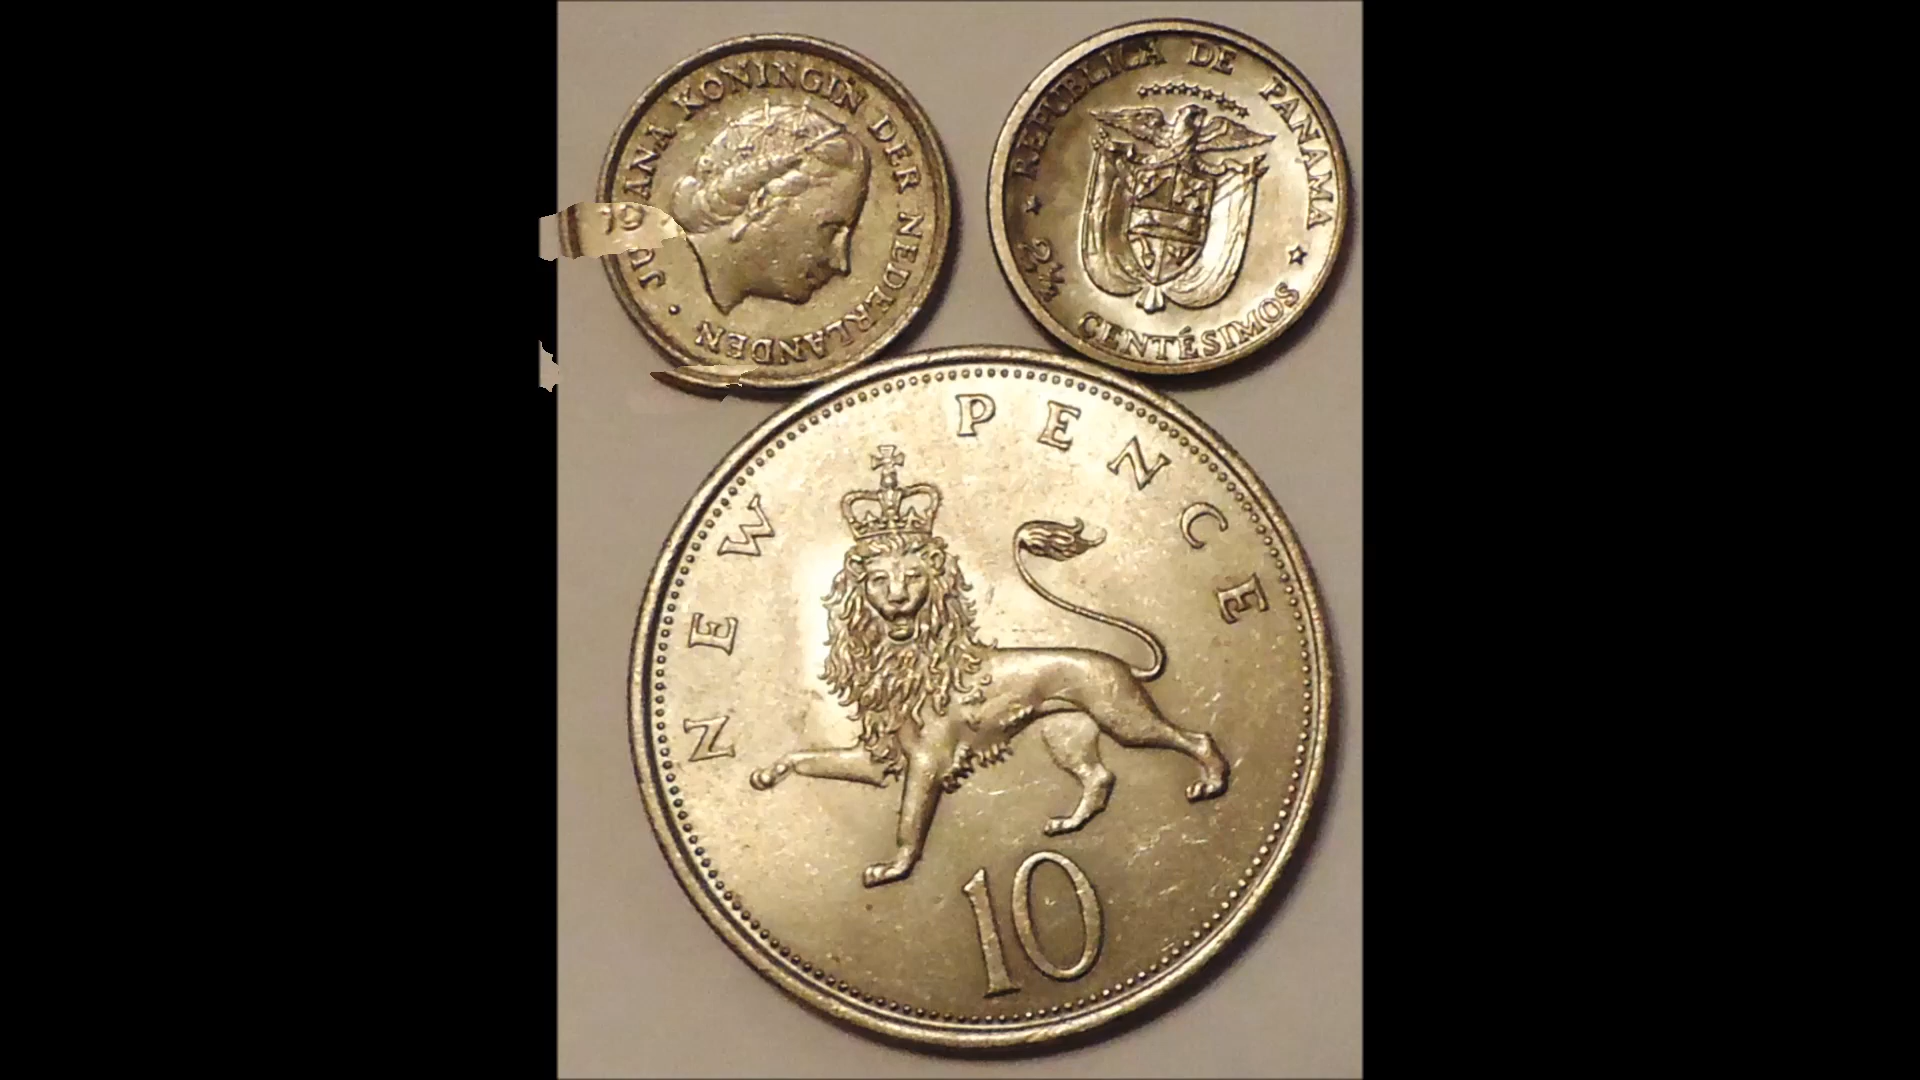 JULIANA KONINGIN DER NEDERLANDEN
REPUBLICA DE PANAMA
2½ CENTÉSIMOS
NEW PENCE
10